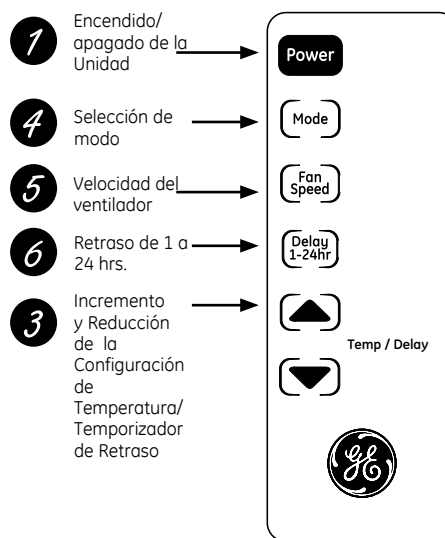 1
Encendido/
apagado de la
Unidad
Power
4
Selección de
modo
Mode
5
Velocidad del
ventilador
Fan
Speed
6
Retraso de 1 a
24 hrs.
Delay
1-24hr
3
Incremento
y Reducción
de la
Configuración
de
Temperatura/
Temporizador
de Retraso
Temp / Delay
GE